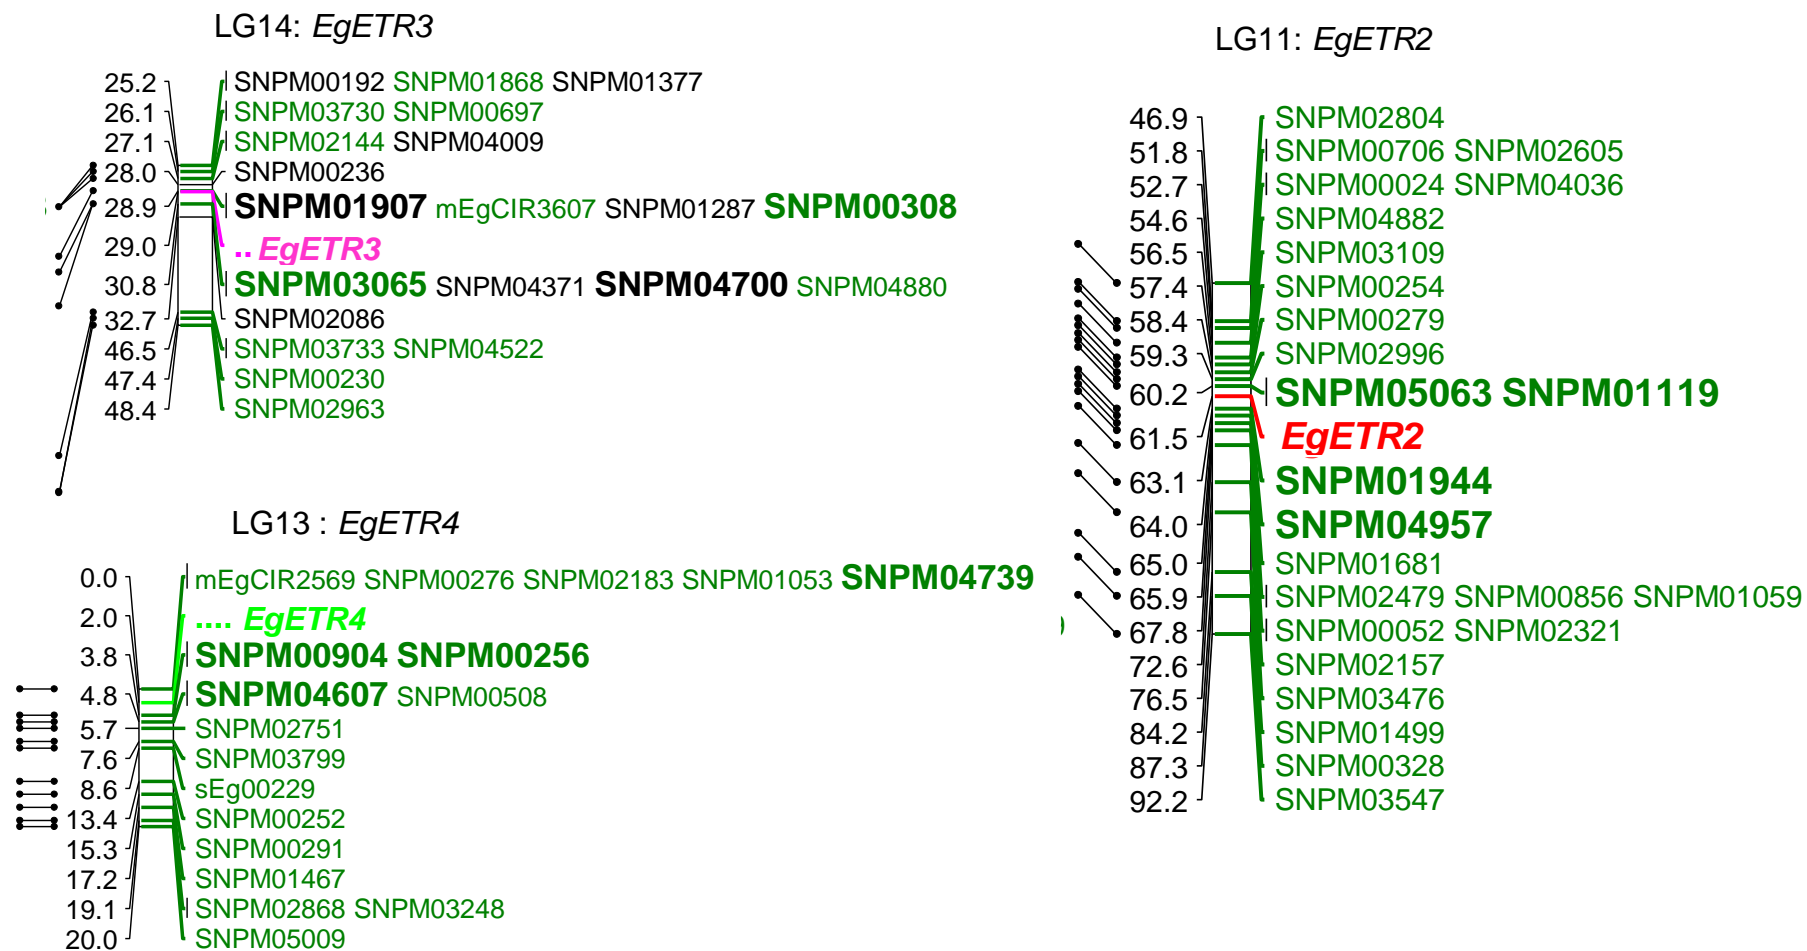 LG14: EgETR3
25.2 SNPM00192 SNPM01868 SNPM01377
26.1 SNPM03730 SNPM00697
27.1 SNPM02144 SNPM04009
28.0 SNPM00236
28.9 SNPM01907 mEgCIR3607 SNPM01287 SNPM00308
29.0 .. EgETR3
30.8 SNPM03065 SNPM04371 SNPM04700 SNPM04880
32.7 SNPM02086
46.5 SNPM03733 SNPM04522
47.4 SNPM00230
48.4 SNPM02963
LG13 : EgETR4
0.0 mEgCIR2569 SNPM00276 SNPM02183 SNPM01053 SNPM04739
2.0 .... EgETR4
3.8 SNPM00904 SNPM00256
4.8 SNPM04607 SNPM00508
5.7 SNPM02751
7.6 SNPM03799
8.6 sEg00229
13.4 SNPM00252
15.3 SNPM00291
17.2 SNPM01467
19.1 SNPM02868 SNPM03248
20.0 SNPM05009
LG11: EgETR2
46.9 SNPM02804
51.8 SNPM00706 SNPM02605
52.7 SNPM00024 SNPM04036
54.6 SNPM04882
56.5 SNPM03109
57.4 SNPM00254
58.4 SNPM00279
59.3 SNPM02996
60.2 SNPM05063 SNPM01119
61.5 EgETR2
63.1 SNPM01944
64.0 SNPM04957
65.0 SNPM01681
65.9 SNPM02479 SNPM00856 SNPM01059
67.8 SNPM00052 SNPM02321
72.6 SNPM02157
76.5 SNPM03476
84.2 SNPM01499
87.3 SNPM00328
92.2 SNPM03547